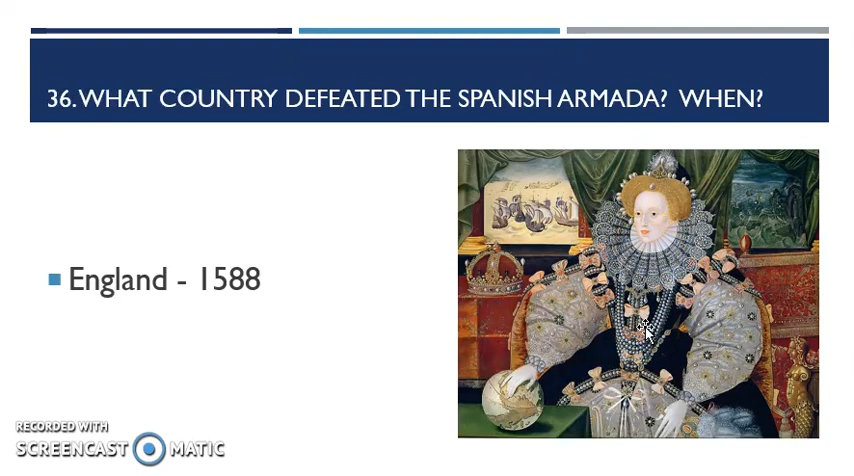 36. WHAT COUNTRY DEFEATED THE SPANISH ARMADA? WHEN?
England - 1588
RECORDED WITH
SCREENCAST MATIC